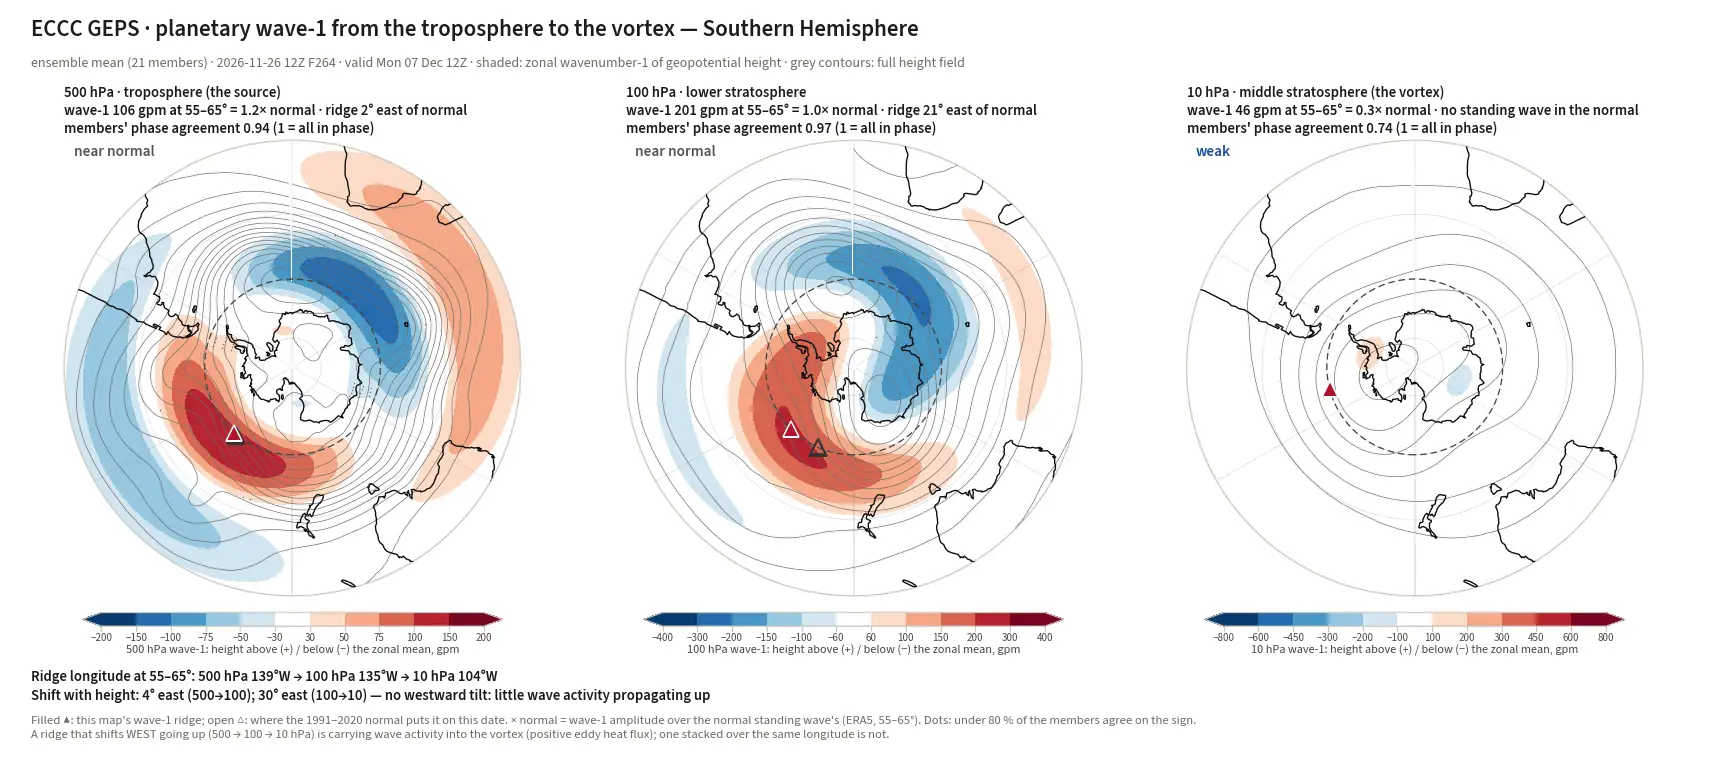 ECCC GEPS · planetary wave-1 from the troposphere to the vortex — Southern Hemisphere
ensemble mean (21 members) · 2026-11-26 12Z F264 · valid Mon 07 Dec 12Z · shaded: zonal wavenumber-1 of geopotential height · grey contours: full height field
500 hPa · troposphere (the source)
wave-1 106 gpm at 55–65° = 1.2× normal · ridge 2° east of normal
members' phase agreement 0.94 (1 = all in phase)
near normal
100 hPa · lower stratosphere
wave-1 201 gpm at 55–65° = 1.0× normal · ridge 21° east of normal
members' phase agreement 0.97 (1 = all in phase)
near normal
10 hPa · middle stratosphere (the vortex)
wave-1 46 gpm at 55–65° = 0.3× normal · no standing wave in the normal
members' phase agreement 0.74 (1 = all in phase)
weak
−200 −150 −100 −75 −50 −30 30 50 75 100 150 200
500 hPa wave-1: height above (+) / below (−) the zonal mean, gpm
−400 −300 −200 −150 −100 −60 60 100 150 200 300 400
100 hPa wave-1: height above (+) / below (−) the zonal mean, gpm
−800 −600 −450 −300 −200 −100 100 200 300 450 600 800
10 hPa wave-1: height above (+) / below (−) the zonal mean, gpm
Ridge longitude at 55–65°: 500 hPa 139°W → 100 hPa 135°W → 10 hPa 104°W
Shift with height: 4° east (500→100); 30° east (100→10) — no westward tilt: little wave activity propagating up
Filled ▲: this map's wave-1 ridge; open △: where the 1991–2020 normal puts it on this date. × normal = wave-1 amplitude over the normal standing wave's (ERA5, 55–65°). Dots: under 80 % of the members agree on the sign.
A ridge that shifts WEST going up (500 → 100 → 10 hPa) is carrying wave activity into the vortex (positive eddy heat flux); one stacked over the same longitude is not.